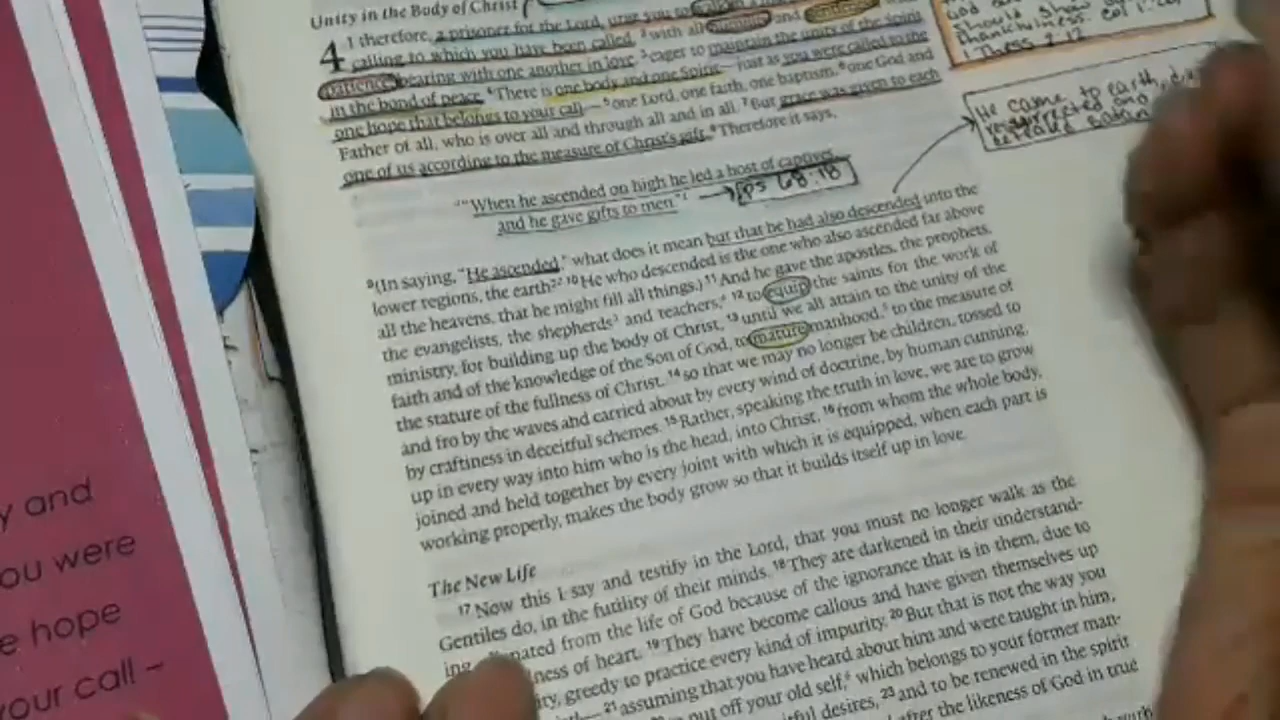 Unity in the Body of Christ
4 I therefore, a prisoner for the Lord, urge you to
calling to which you have been called, 2 with all and
patience, bearing with one another in love, 3 eager to maintain the unity of the Spirit
in the bond of peace. 4 There is one body and one Spirit—just as you were called to the
one hope that belongs to your call— 5 one Lord, one faith, one baptism, 6 one God and
Father of all, who is over all and through all and in all. 7 But grace was given to each
one of us according to the measure of Christ's gift. 8 Therefore it says,
"When he ascended on high he led a host of captives,
and he gave gifts to men."
PS 68:18
9 (In saying, "He ascended," what does it mean but that he had also descended into the
lower regions, the earth? 10 He who descended is the one who also ascended far above
all the heavens, that he might fill all things.) 11 And he gave the apostles, the prophets,
the evangelists, the shepherds and teachers, 12 to equip the saints for the work of
ministry, for building up the body of Christ, 13 until we all attain to the unity of the
faith and of the knowledge of the Son of God, to mature manhood, to the measure of
the stature of the fullness of Christ, 14 so that we may no longer be children, tossed to
and fro by the waves and carried about by every wind of doctrine, by human cunning,
by craftiness in deceitful schemes. 15 Rather, speaking the truth in love, we are to grow
up in every way into him who is the head, into Christ, 16 from whom the whole body,
joined and held together by every joint with which it is equipped, when each part is
working properly, makes the body grow so that it builds itself up in love.
The New Life
17 Now this I say and testify in the Lord, that you must no longer walk as the
Gentiles do, in the futility of their minds. 18 They are darkened in their understand-
ing, nated from the life of God because of the ignorance that is in them, due to
ness of heart. 19 They have become callous and have given themselves up
ity, greedy to practice every kind of impurity. 20 But that is not the way you
21 assuming that you have heard about him and were taught in him,
put off your old self, which belongs to your former man-
ful desires, 23 and to be renewed in the spirit
after the likeness of God in true
God
should show
thankfulness. Col
1 Thess 2:12
He came to earth,
resurrected and
y and
ou were
e hope
your call –